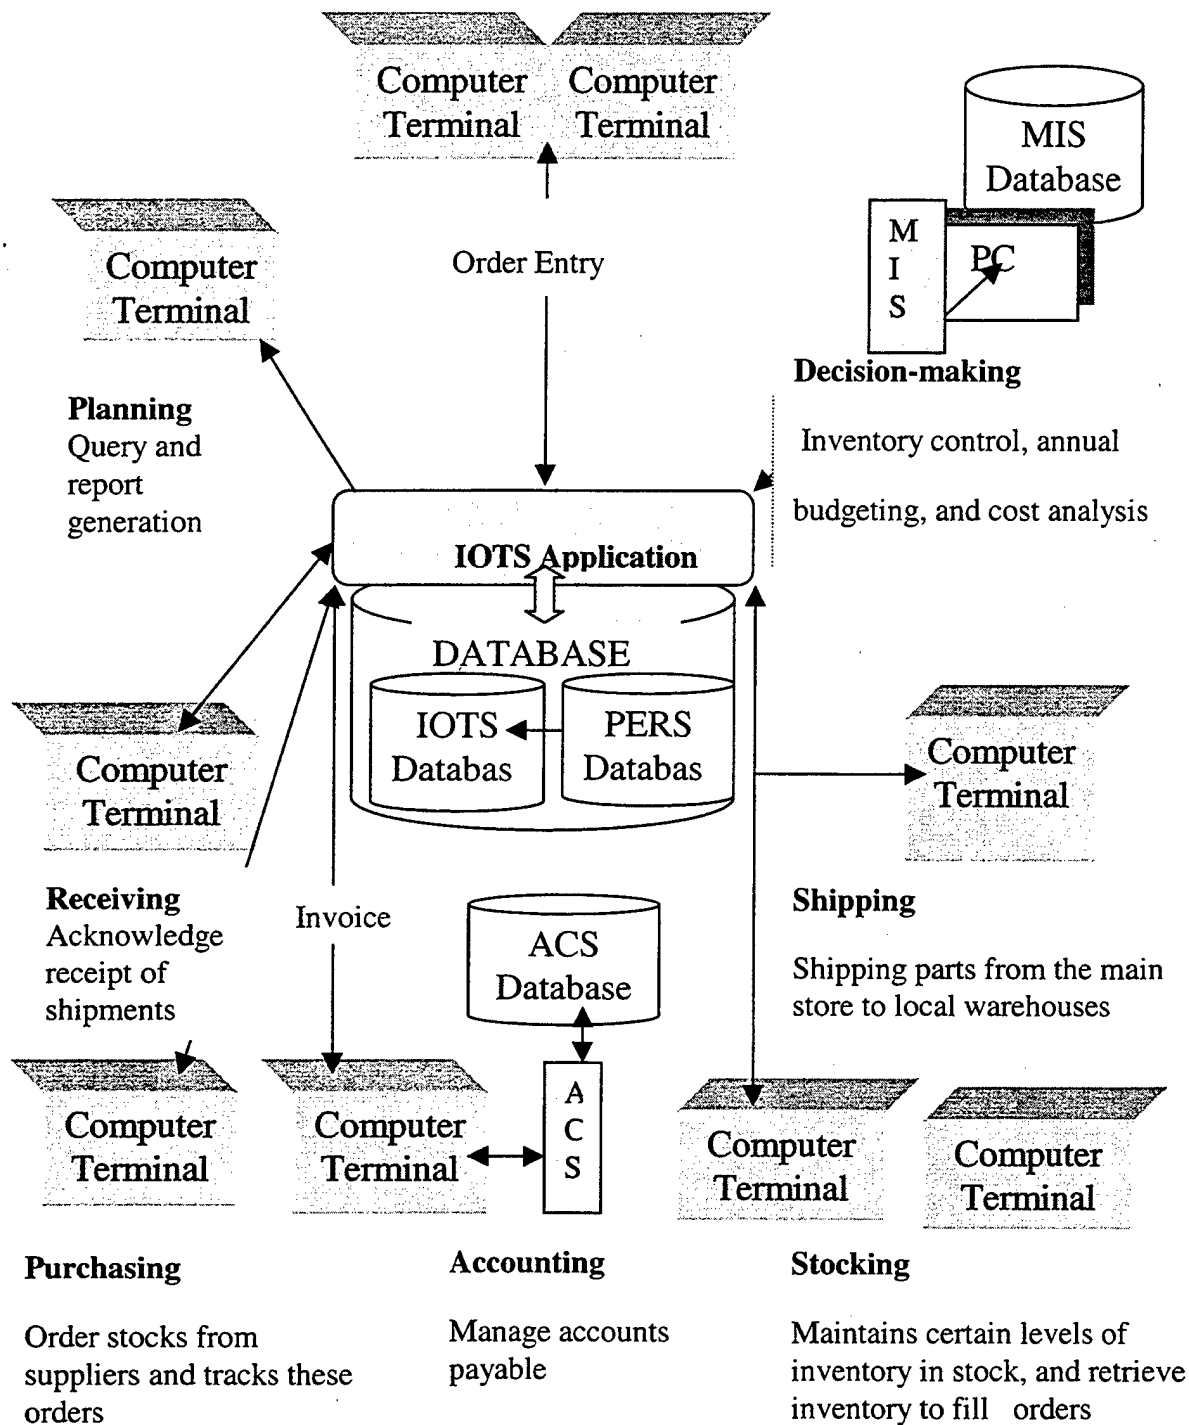 Computer
Terminal
Computer
Terminal
MIS
Database
M
I
S
PC
Computer
Terminal
Order Entry
Decision-making
Inventory control, annual
budgeting, and cost analysis
Planning
Query and
report
generation
IOTS Application
DATABASE
IOTS
Databas
PERS
Databas
Computer
Terminal
Computer
Terminal
Receiving
Acknowledge
receipt of
shipments
Invoice
ACS
Database
Shipping
Shipping parts from the main
store to local warehouses
Computer
Terminal
Computer
Terminal
A
C
S
Computer
Terminal
Computer
Terminal
Purchasing
Order stocks from
suppliers and tracks these
orders
Accounting
Manage accounts
payable
Stocking
Maintains certain levels of
inventory in stock, and retrieve
inventory to fill orders